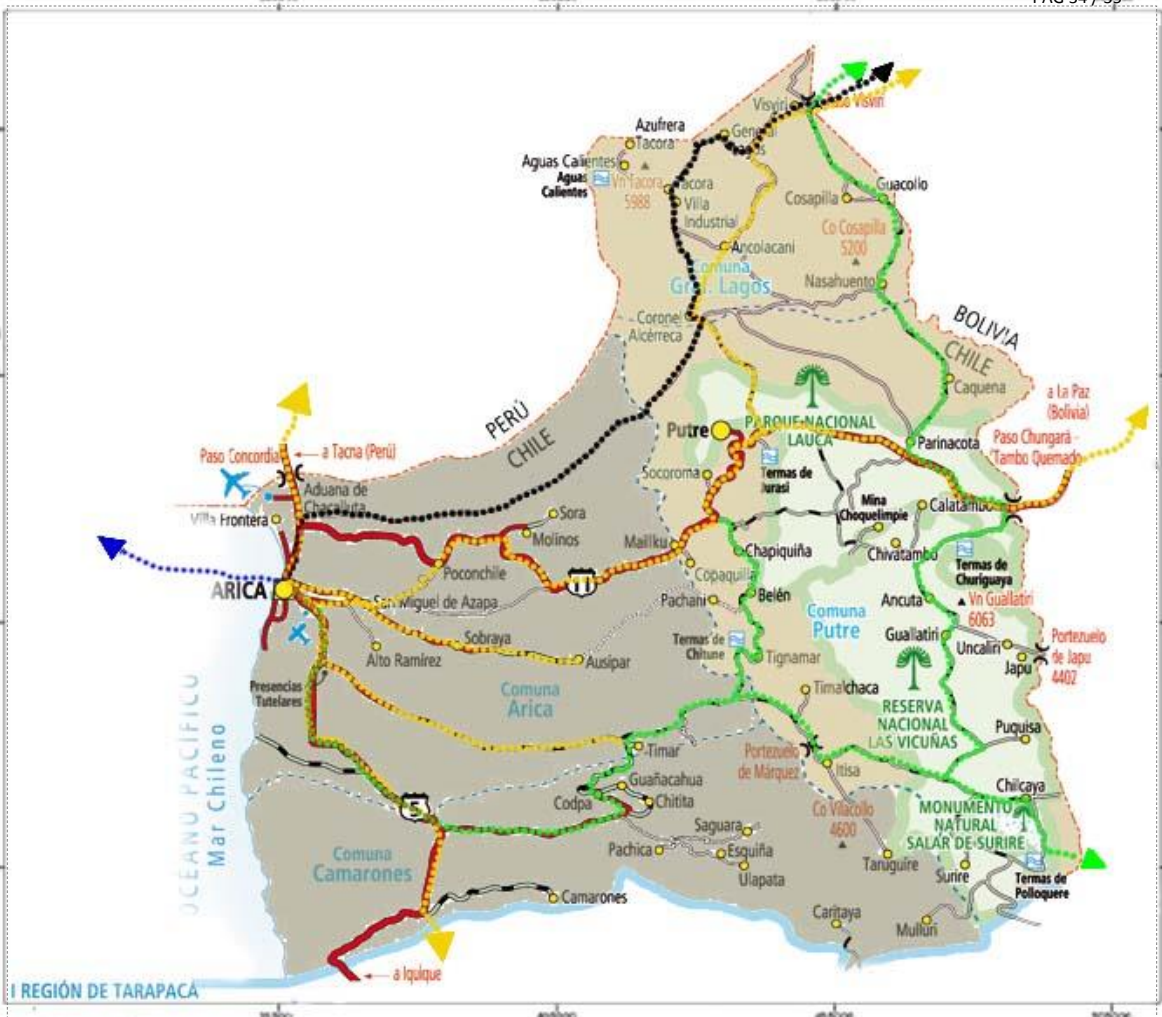 Visviri
Paso Visviri
Azufrera
Tacora
General
Lagos
Aguas Calientes
Aguas
Calientes
Vn Tacora
5988
Tacora
Villa
Industrial
Cosapilla
Guacollo
Co Cosapilla
5200
Ancolacani
Comuna
Gral. Lagos
Nasahuento
Coronel
Alcérreca
BOLIVIA
CHILE
Caquena
PERÚ
CHILE
a La Paz
(Bolivia)
Putre
PARQUE NACIONAL
LAUCA
Parinacota
Paso Chungará -
Tambo Quemado
Paso Concordia
a Tacna (Perú)
Socoroma
Termas de
Jurasi
Aduana de
Chacalluta
Mina
Choquelimpie
Calatambo
Villa Frontera
Sora
Molinos
Mailku
Chapiquiña
Chivatambo
Termas de
Churiguaya
Poconchile
11
Copaquilla
ARICA
San Miguel de Azapa
Pachani
Belén
Comuna
Putre
Ancuta
Vn Guallatiri
6063
Sobraya
Termas de
Chitune
Guallatiri
Uncaliri
Portezuelo
de Japu
4402
Alto Ramírez
Ausipar
Tignamar
Japu
Presencias
Tutelares
Comuna
Arica
Timalchaca
RESERVA
NACIONAL
LAS VICUÑAS
Puquisa
OCÉANO PACÍFICO
Mar Chileno
Timar
Portezuelo
de Márquez
Itisa
Guañacahua
Codpa
Chitita
Chilcaya
5
Co Vilacollo
4600
MONUMENTO
NATURAL
SALAR DE SURIRE
Saguara
Comuna
Camarones
Pachica
Esquiña
Ulapata
Taruguire
Surire
Termas de
Polloquere
Camarones
Caritaya
Mulluri
a Iquique
I REGIÓN DE TARAPACÁ